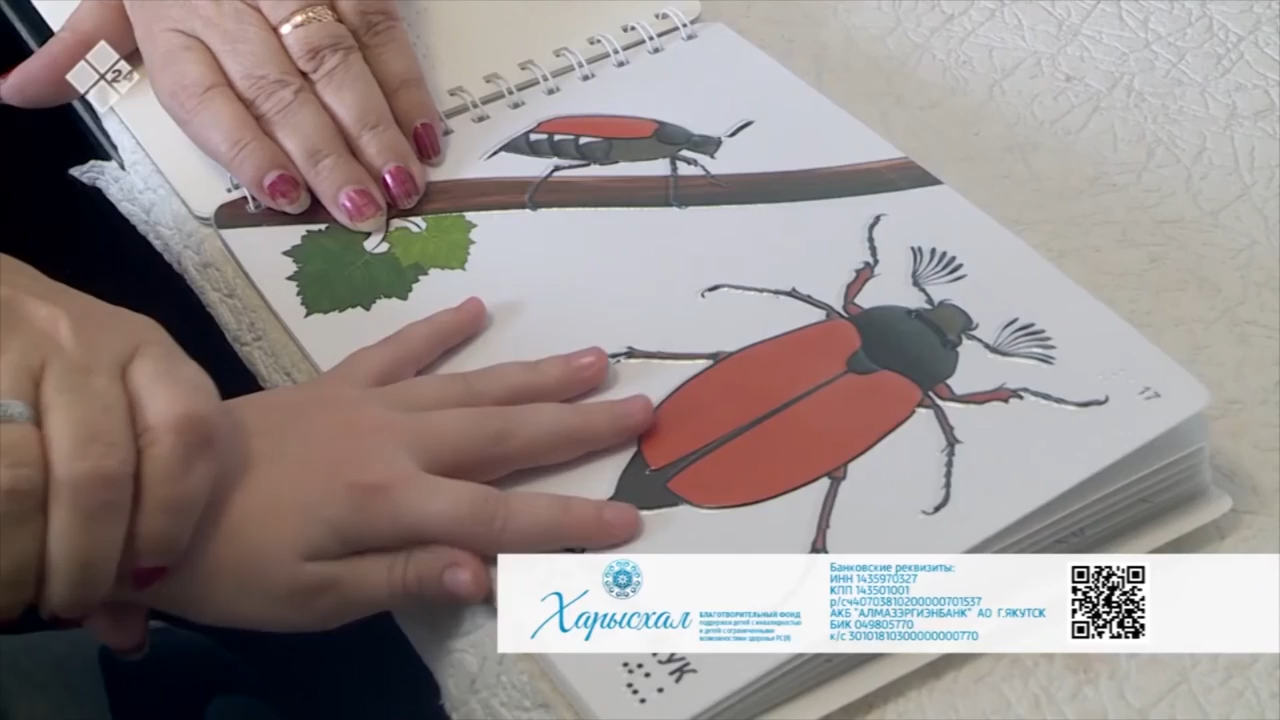 24
17
Харысхал
БЛАГОТВОРИТЕЛЬНЫЙ ФОНД
поддержки детей с инвалидностью
и детей с ограниченными
возможностями здоровья РС(Я)
Банковские реквизиты:
ИНН 1435970327
КПП 143501001
р/сч40703810200000701537
АКБ "АЛМАЗЭРГИЭНБАНК" АО Г.ЯКУТСК
БИК 049805770
к/с 30101810300000000770